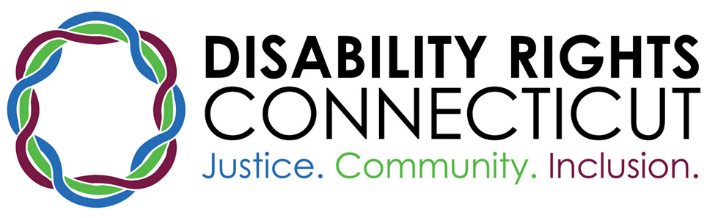 DISABILITY RIGHTS
CONNECTICUT
Justice. Community. Inclusion.